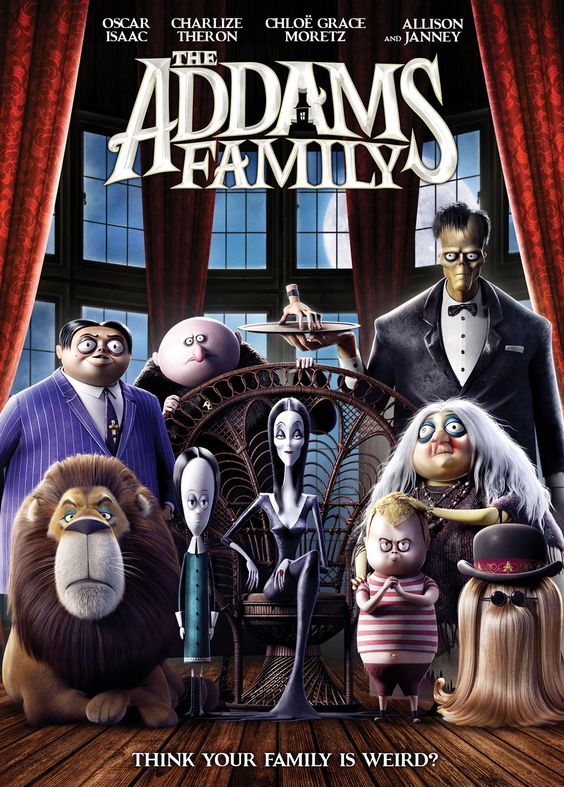 OSCAR ISAAC
CHARLIZE THERON
CHLOË GRACE MORETZ
AND ALLISON JANNEY
THE
ADDAMS
FAMILY
THINK YOUR FAMILY IS WEIRD?